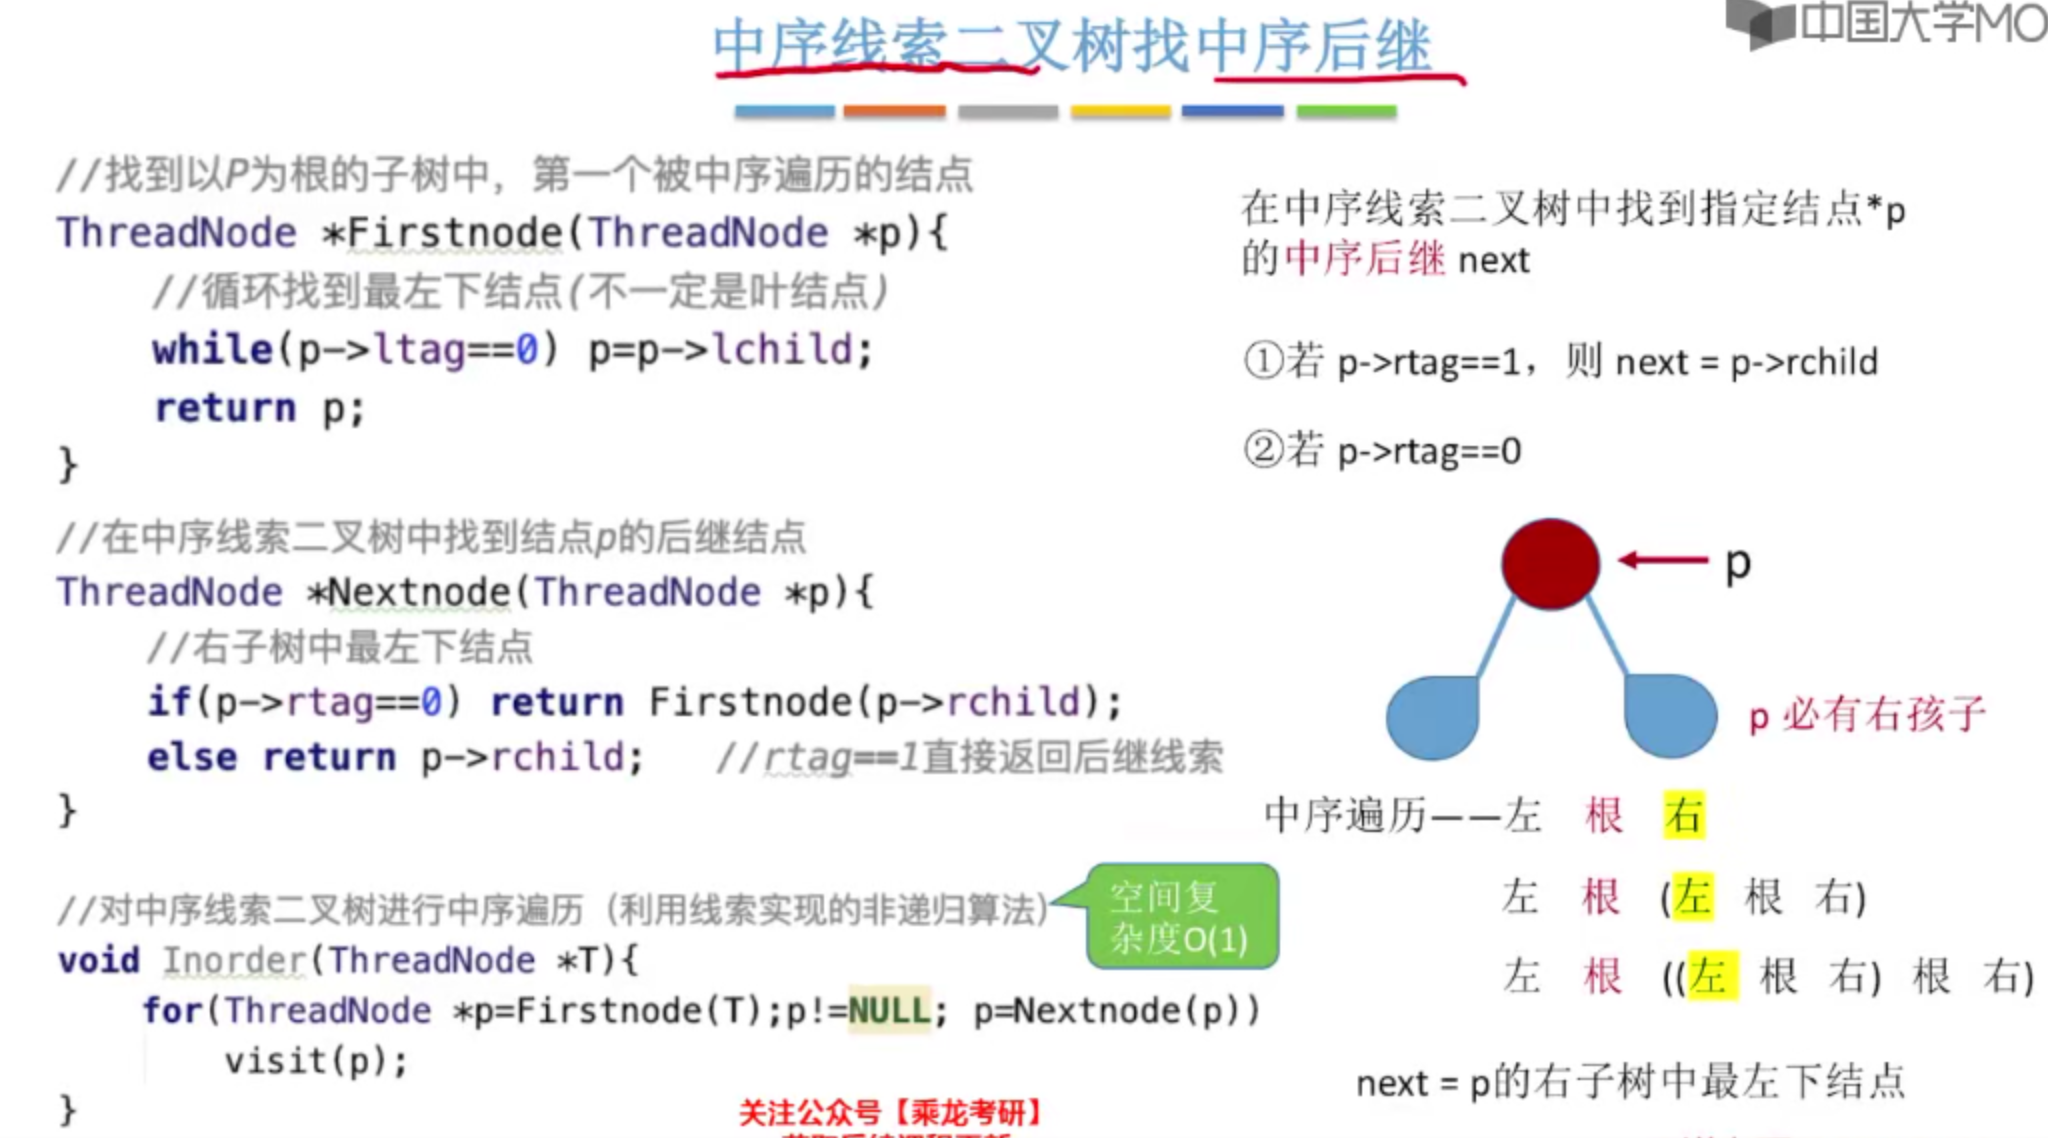 中序线索二叉树找中序后继
中国大学MO
//找到以P为根的子树中，第一个被中序遍历的结点
ThreadNode *Firstnode(ThreadNode *p){
//循环找到最左下结点(不一定是叶结点)
while(p->ltag==0) p=p->lchild;
return p;
}
//在中序线索二叉树中找到结点p的后继结点
ThreadNode *Nextnode(ThreadNode *p){
//右子树中最左下结点
if(p->rtag==0) return Firstnode(p->rchild);
else return p->rchild; //rtag==1直接返回后继线索
}
//对中序线索二叉树进行中序遍历（利用线索实现的非递归算法）
void Inorder(ThreadNode *T){
for(ThreadNode *p=Firstnode(T);p!=NULL; p=Nextnode(p))
visit(p);
}
空间复
杂度O(1)
在中序线索二叉树中找到指定结点*p
的中序后继 next
①若 p->rtag==1，则 next = p->rchild
②若 p->rtag==0
p
p 必有右孩子
中序遍历——左 根 右
左 根 (左 根 右)
左 根 ((左 根 右) 根 右)
next = p的右子树中最左下结点
关注公众号【乘龙考研】